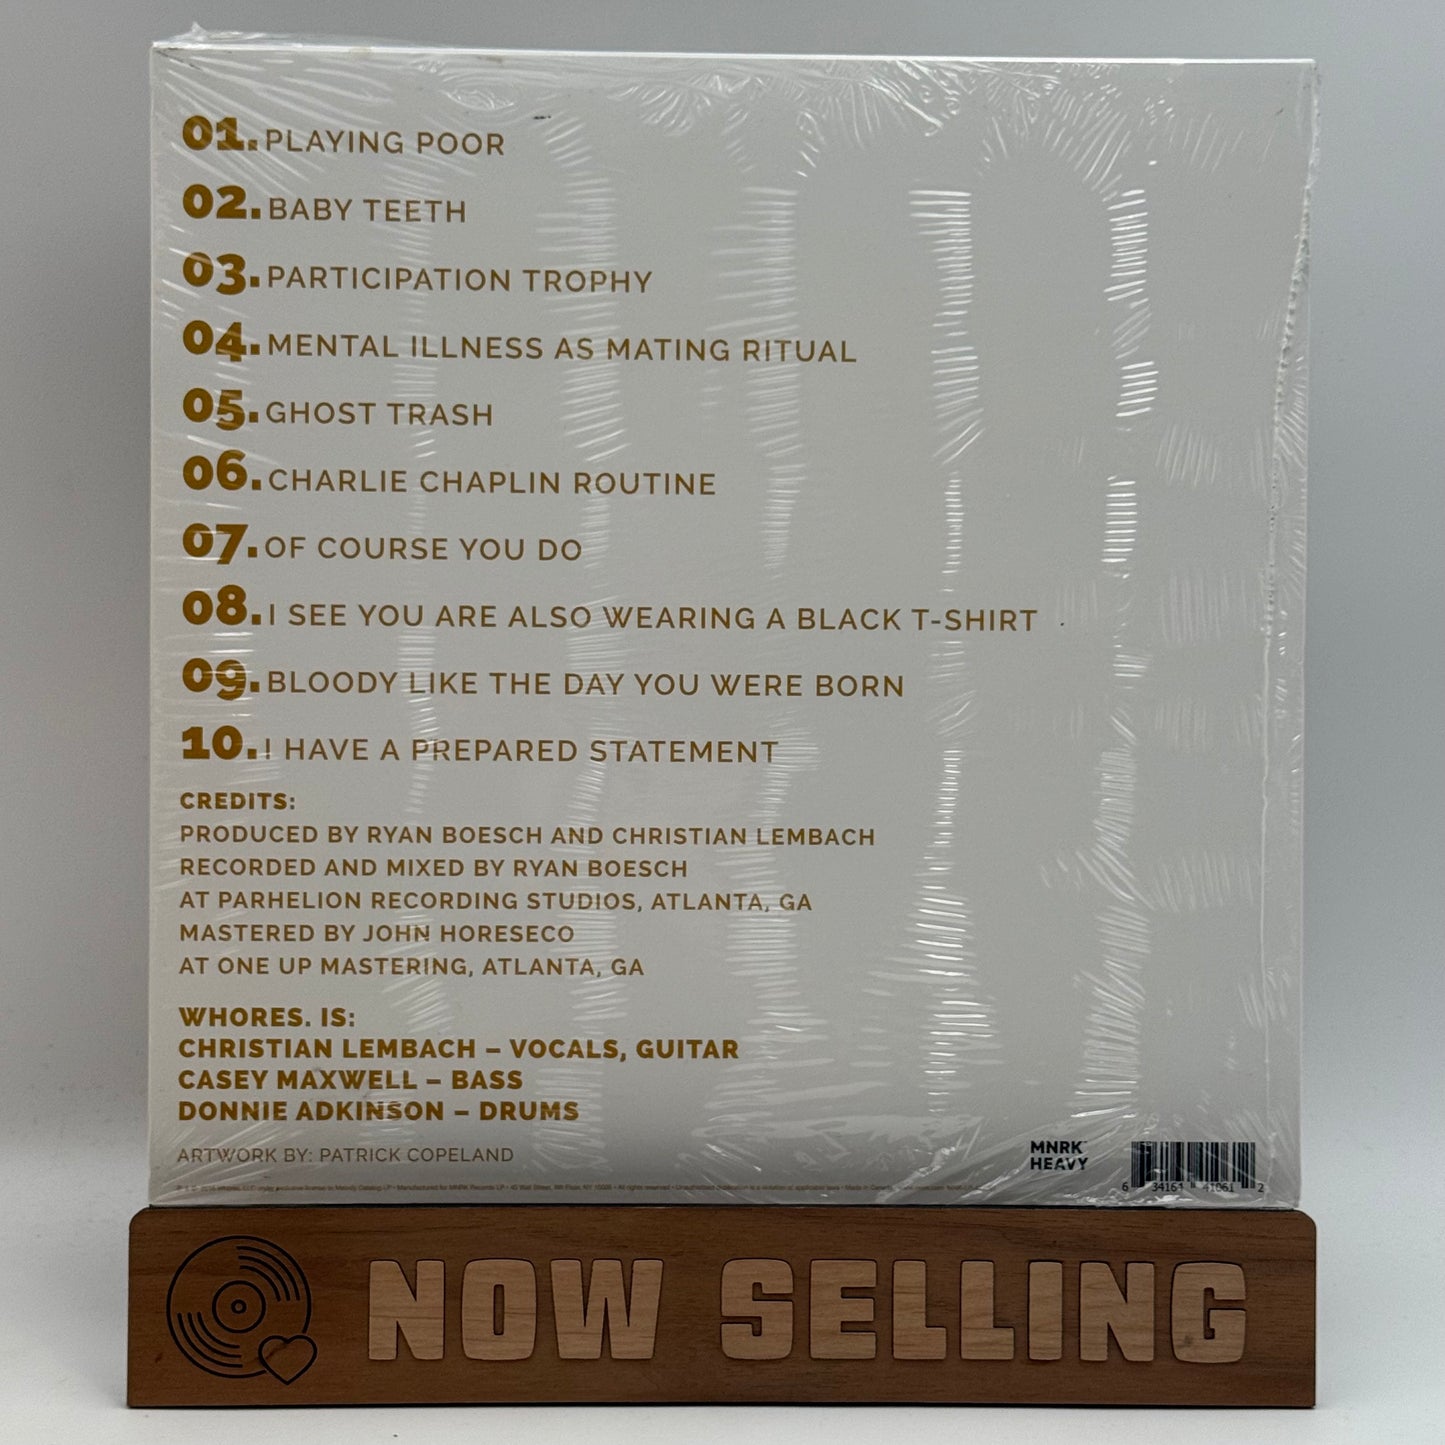 01. PLAYING POOR
02. BABY TEETH
03. PARTICIPATION TROPHY
04. MENTAL ILLNESS AS MATING RITUAL
05. GHOST TRASH
06. CHARLIE CHAPLIN ROUTINE
07. OF COURSE YOU DO
08. I SEE YOU ARE ALSO WEARING A BLACK T-SHIRT
09. BLOODY LIKE THE DAY YOU WERE BORN
10. I HAVE A PREPARED STATEMENT
CREDITS:
PRODUCED BY RYAN BOESCH AND CHRISTIAN LEMBACH
RECORDED AND MIXED BY RYAN BOESCH
AT PARHELION RECORDING STUDIOS, ATLANTA, GA
MASTERED BY JOHN HORESECO
AT ONE UP MASTERING, ATLANTA, GA
WHORES. IS:
CHRISTIAN LEMBACH – VOCALS, GUITAR
CASEY MAXWELL – BASS
DONNIE ADKINSON – DRUMS
ARTWORK BY: PATRICK COPELAND
MNRK
HEAVY
6 34164 41061 2
NOW SELLING